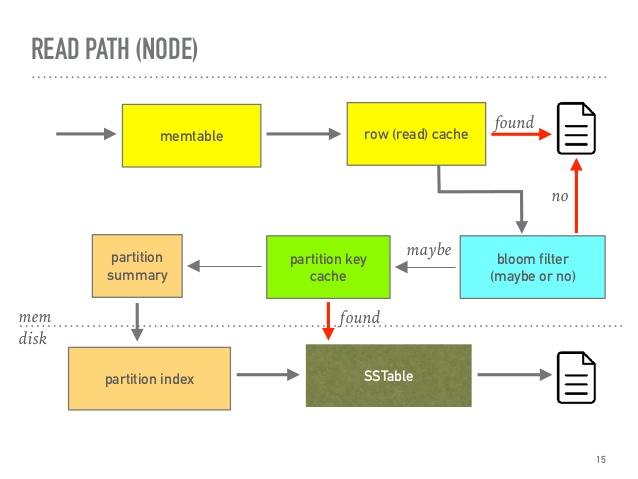 READ PATH (NODE)
memtable
row (read) cache
found
no
partition
summary
partition key
cache
maybe
bloom filter
(maybe or no)
mem
disk
found
partition index
SSTable
15